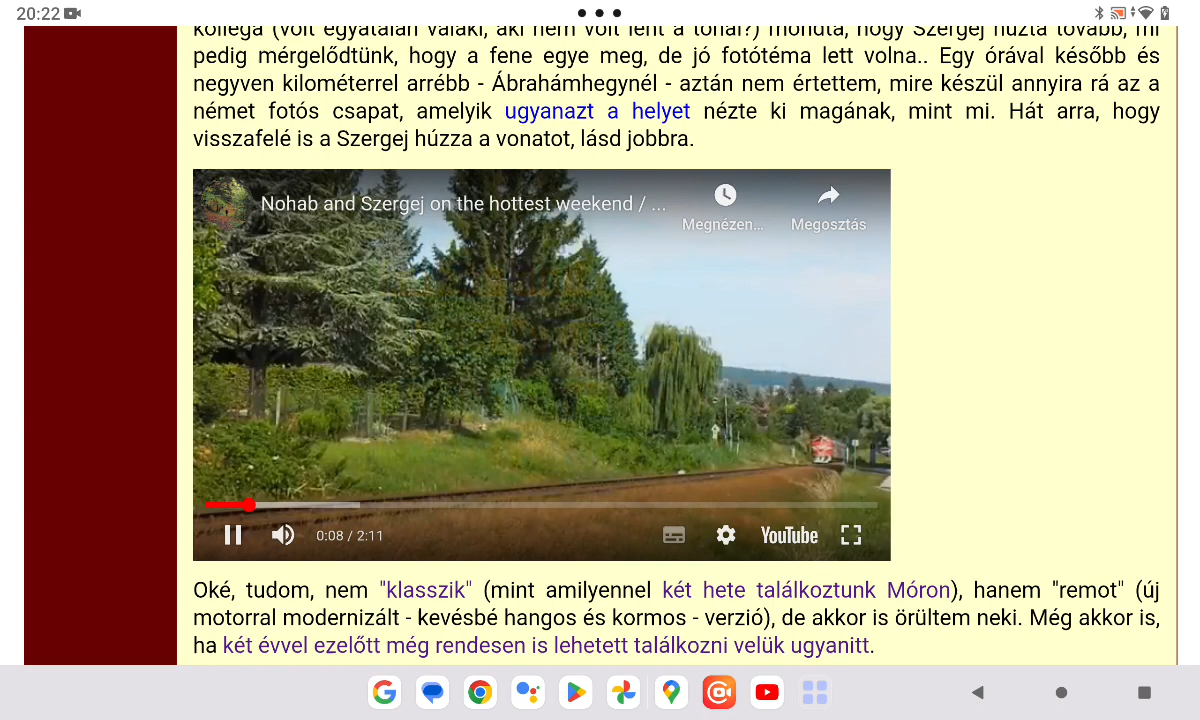 20:22
kolléga (volt egyátalán valaki, aki nem volt fent a tónál?) mondta, hogy Szergej húzta tovább, mi
pedig mérgelődtünk, hogy a fene egye meg, de jó fotótéma lett volna.. Egy órával később és
negyven kilométerrel arrébb - Ábrahámhegynél - aztán nem értettem, mire készül annyira rá az a
német fotós csapat, amelyik ugyanazt a helyet nézte ki magának, mint mi. Hát arra, hogy
visszafelé is a Szergej húzza a vonatot, lásd jobbra.
Nohab and Szergej on the hottest weekend / ...
Megnézen...
Megosztás
0:08 / 2:11
YouTube
Oké, tudom, nem "klasszik" (mint amilyennel két hete találkoztunk Móron), hanem "remot" (új
motorral modernizált - kevésbé hangos és kormos - verzió), de akkor is örültem neki. Még akkor is,
ha két évvel ezelőtt még rendesen is lehetett találkozni velük ugyanitt.